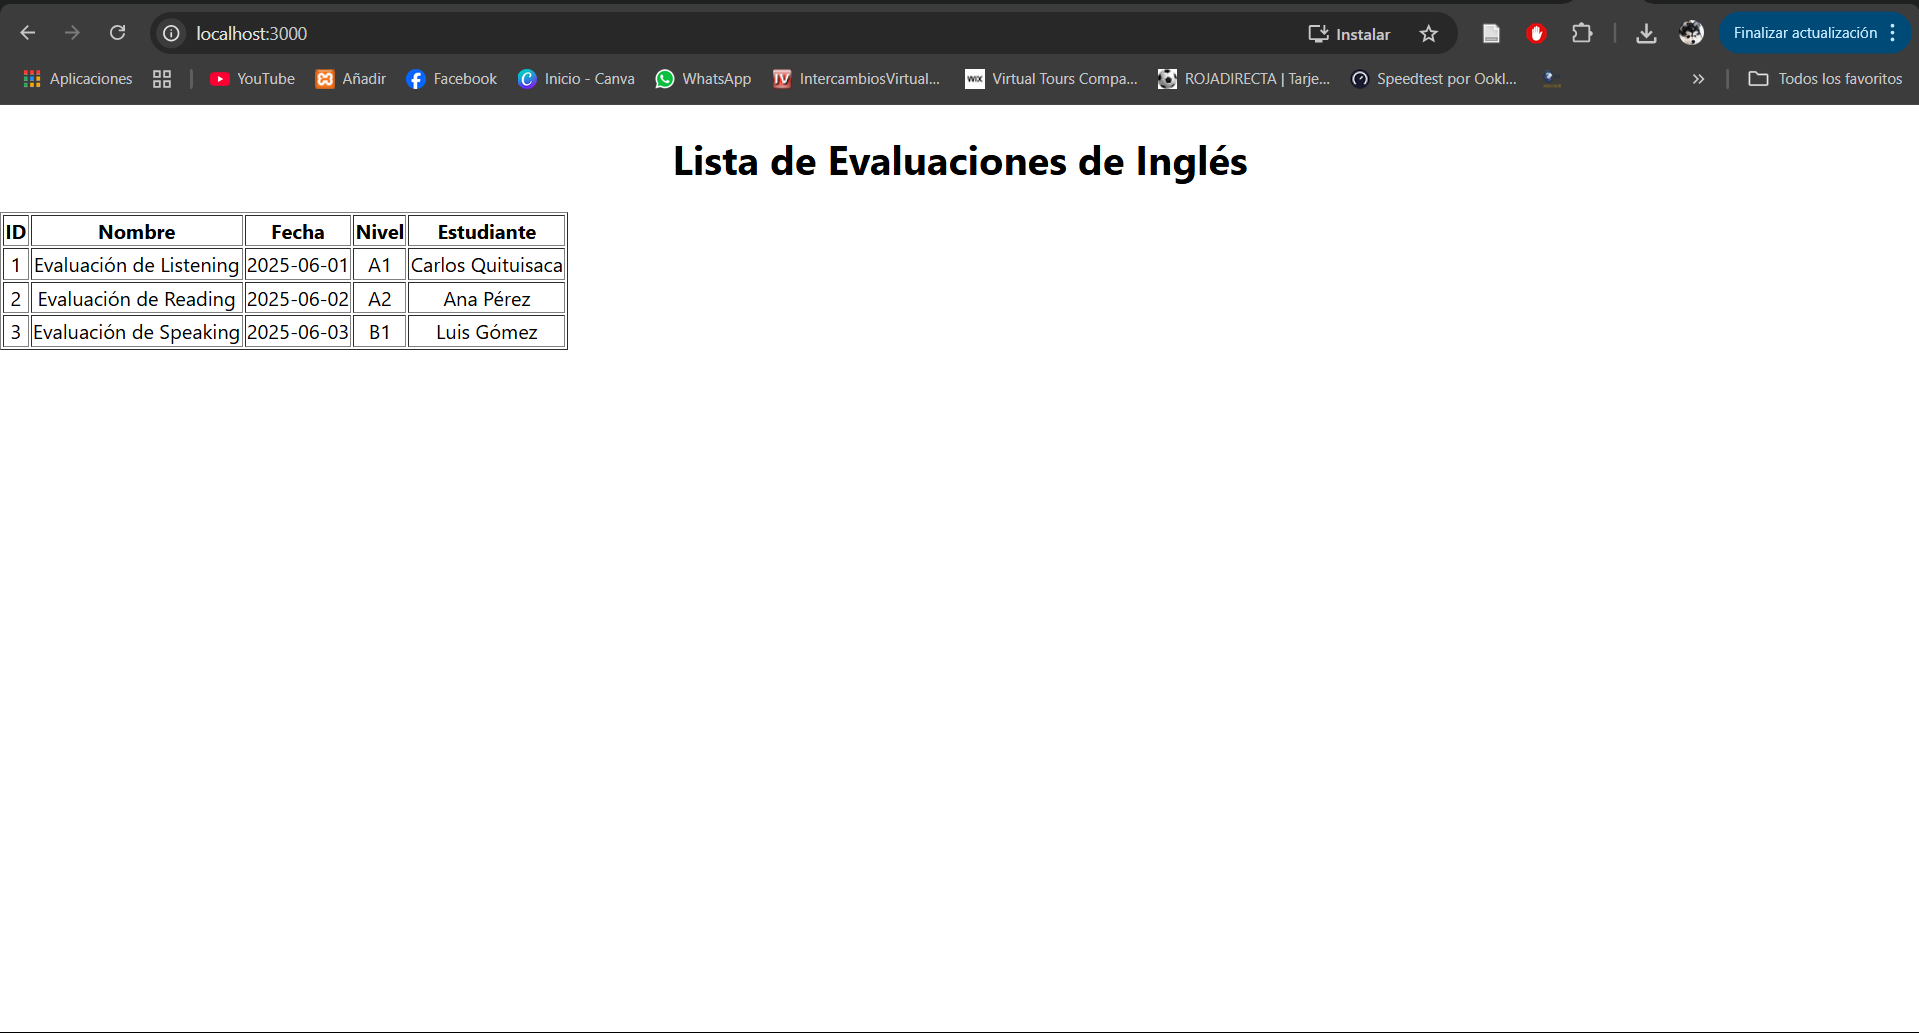 localhost:3000 Instalar Finalizar actualización
Aplicaciones YouTube Añadir Facebook Inicio - Canva WhatsApp IntercambiosVirtual... Virtual Tours Compa... ROJADIRECTA | Tarje... Speedtest por Ookl... Todos los favoritos
Lista de Evaluaciones de Inglés
ID Nombre Fecha Nivel Estudiante
1 Evaluación de Listening 2025-06-01 A1 Carlos Quituisaca
2 Evaluación de Reading 2025-06-02 A2 Ana Pérez
3 Evaluación de Speaking 2025-06-03 B1 Luis Gómez